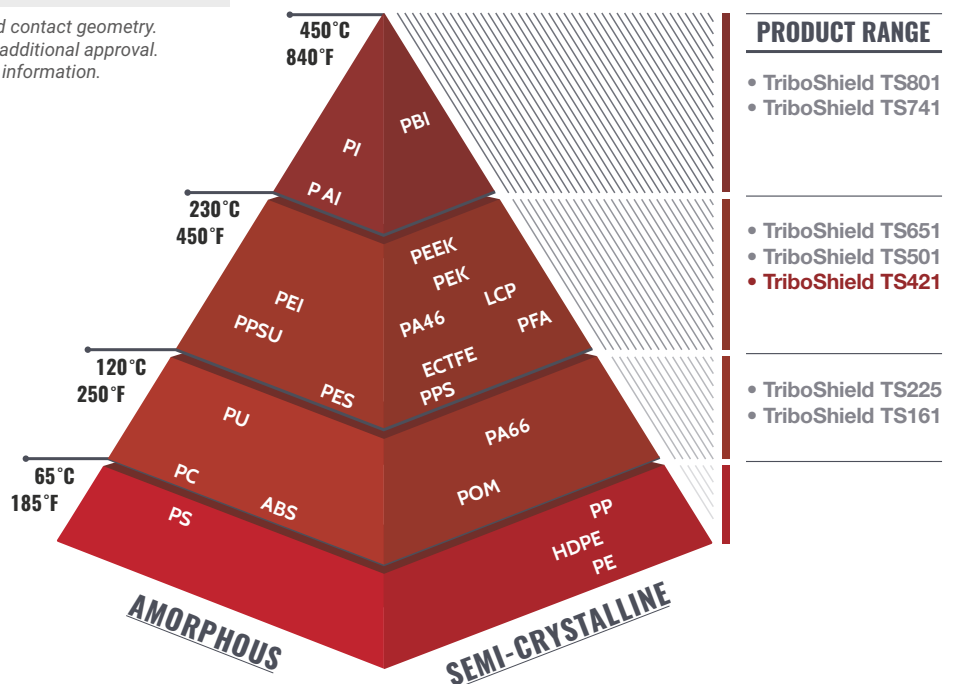 d contact geometry.
additional approval.
information.
450°C
840°F
PRODUCT RANGE
• TriboShield TS801
• TriboShield TS741
PBI
PI
PAI
230°C
450°F
• TriboShield TS651
• TriboShield TS501
• TriboShield TS421
PEEK
PEK
LCP
PEI
PPSU
PA46
PFA
ECTFE
PPS
PES
120°C
250°F
• TriboShield TS225
• TriboShield TS161
PU
PA66
PC
ABS
POM
65°C
185°F
PS
PP
HDPE
PE
AMORPHOUS
SEMI-CRYSTALLINE